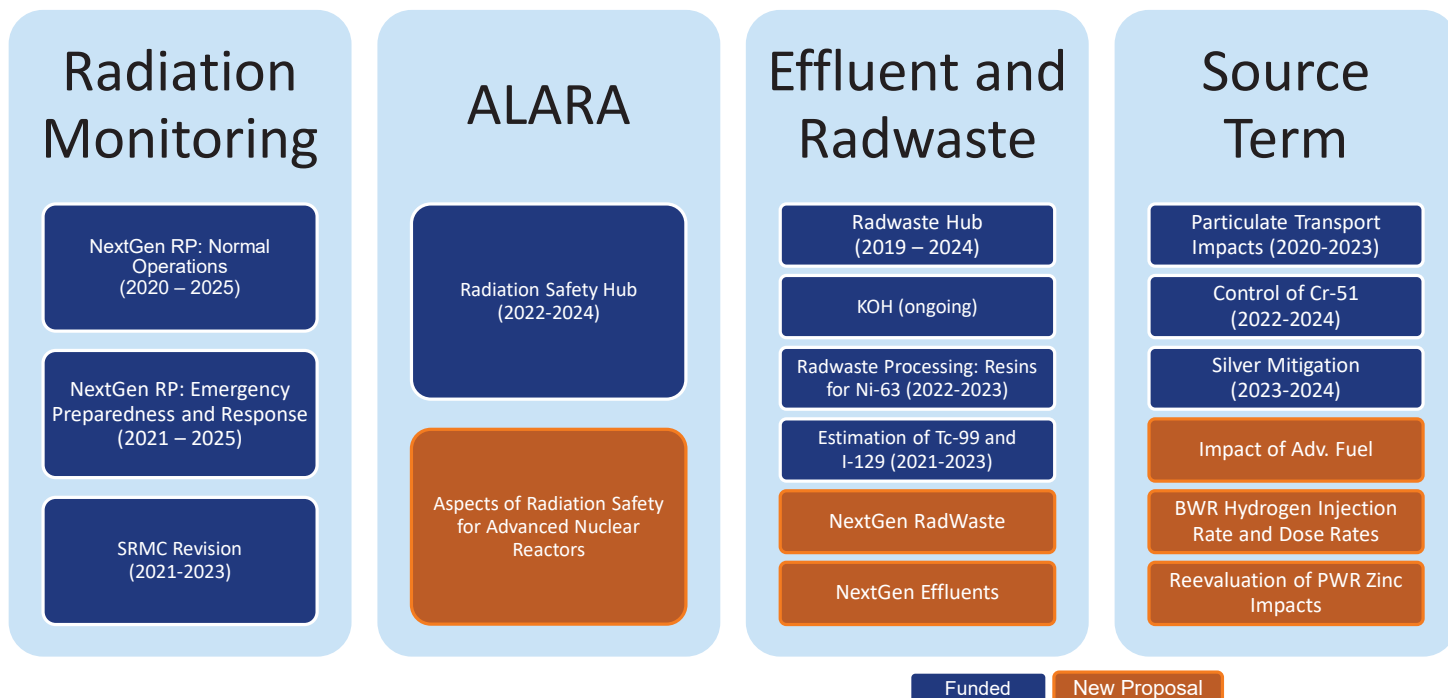 Radiation
Monitoring
NextGen RP: Normal
Operations
(2020 – 2025)
NextGen RP: Emergency
Preparedness and Response
(2021 – 2025)
SRMC Revision
(2021-2023)
ALARA
Radiation Safety Hub
(2022-2024)
Aspects of Radiation Safety
for Advanced Nuclear
Reactors
Effluent and
Radwaste
Radwaste Hub
(2019 – 2024)
KOH (ongoing)
Radwaste Processing: Resins
for Ni-63 (2022-2023)
Estimation of Tc-99 and
I-129 (2021-2023)
NextGen RadWaste
NextGen Effluents
Source
Term
Particulate Transport
Impacts (2020-2023)
Control of Cr-51
(2022-2024)
Silver Mitigation
(2023-2024)
Impact of Adv. Fuel
BWR Hydrogen Injection
Rate and Dose Rates
Reevaluation of PWR Zinc
Impacts
Funded
New Proposal